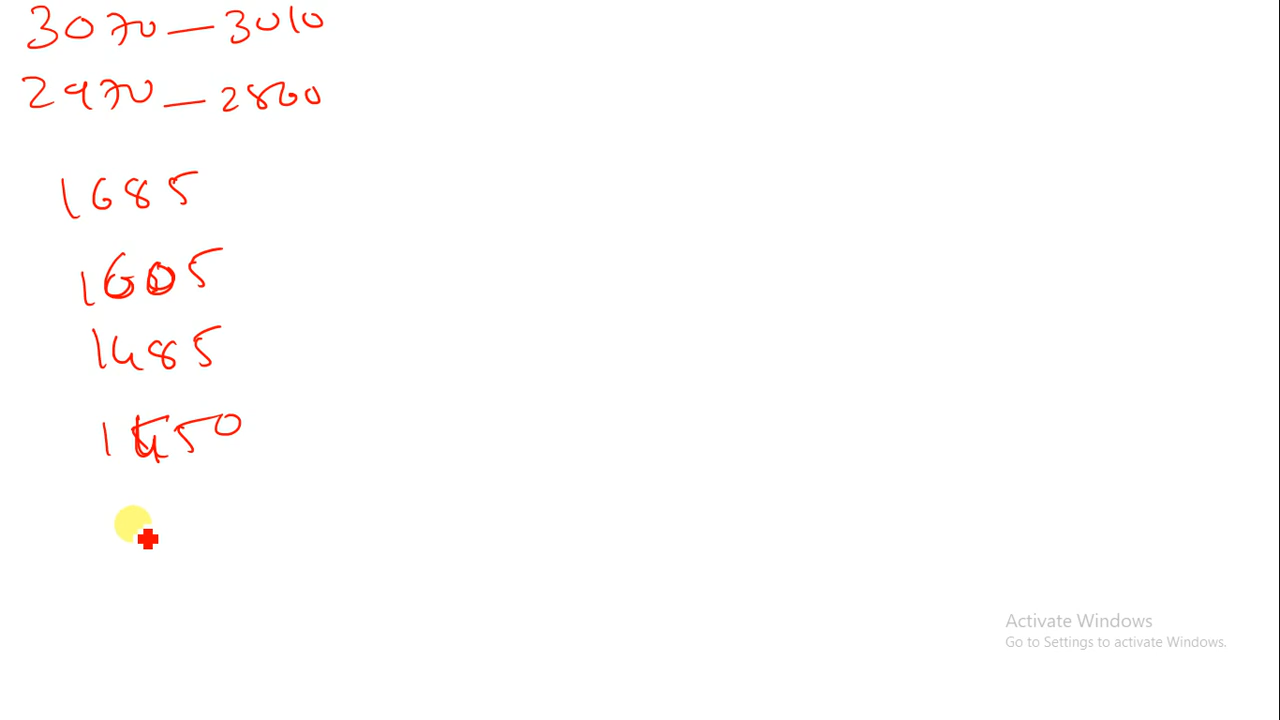 3070 — 3010
2970 — 2860
1685
1605
1485
1450
Activate Windows
Go to Settings to activate Windows.